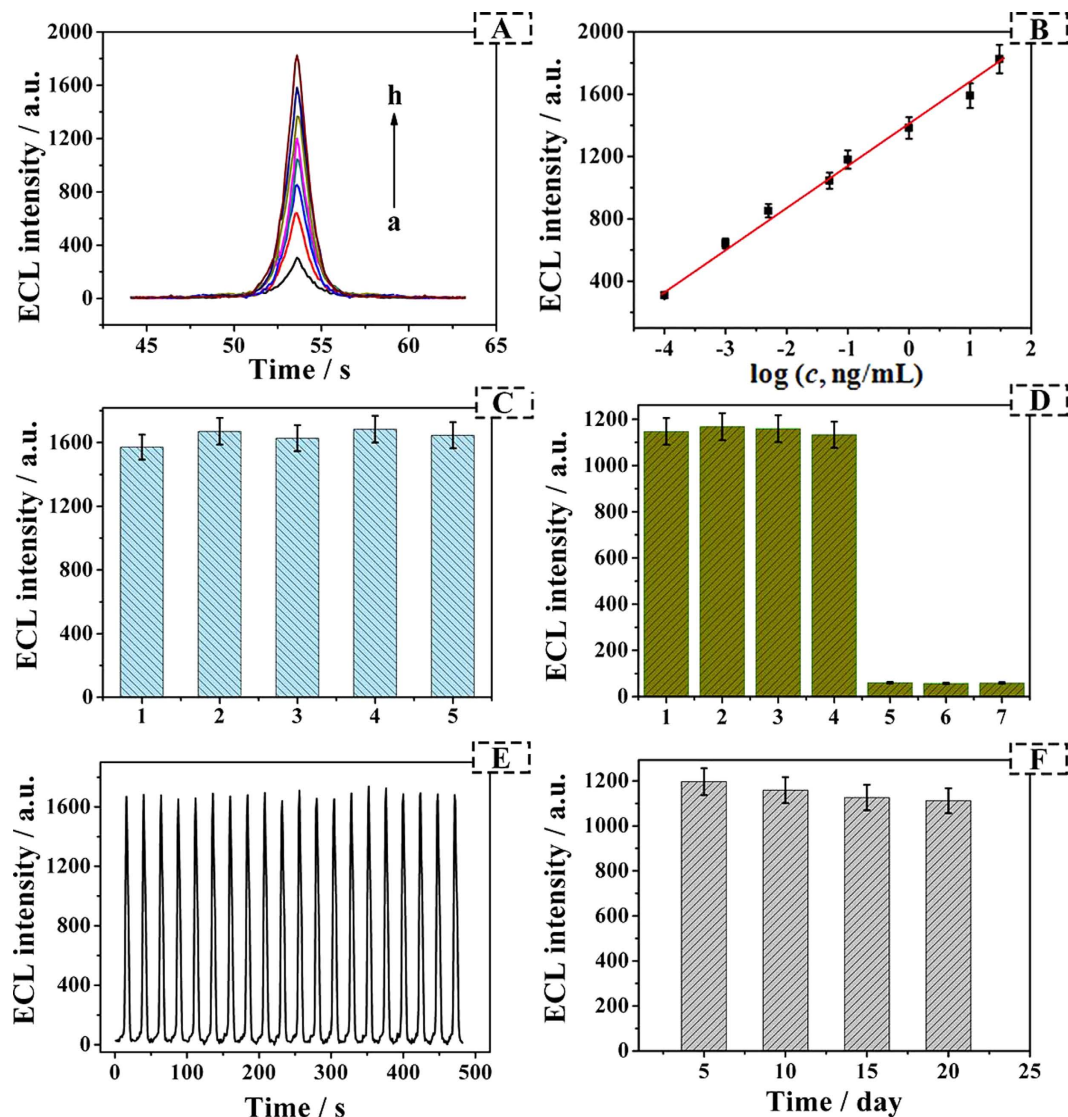 A
ECL intensity / a.u.
2000
1600
1200
800
400
0
h
a
45 50 55 60 65
Time / s
B
ECL intensity / a.u.
2000
1600
1200
800
400
-4 -3 -2 -1 0 1 2
log (c, ng/mL)
C
ECL intensity / a.u.
1600
1200
800
400
0
1 2 3 4 5
D
ECL intensity / a.u.
1200
1000
800
600
400
200
0
1 2 3 4 5 6 7
E
ECL intensity / a.u.
1600
1200
800
400
0
0 100 200 300 400 500
Time / s
F
ECL intensity / a.u.
1200
1000
800
600
400
200
0
5 10 15 20 25
Time / day